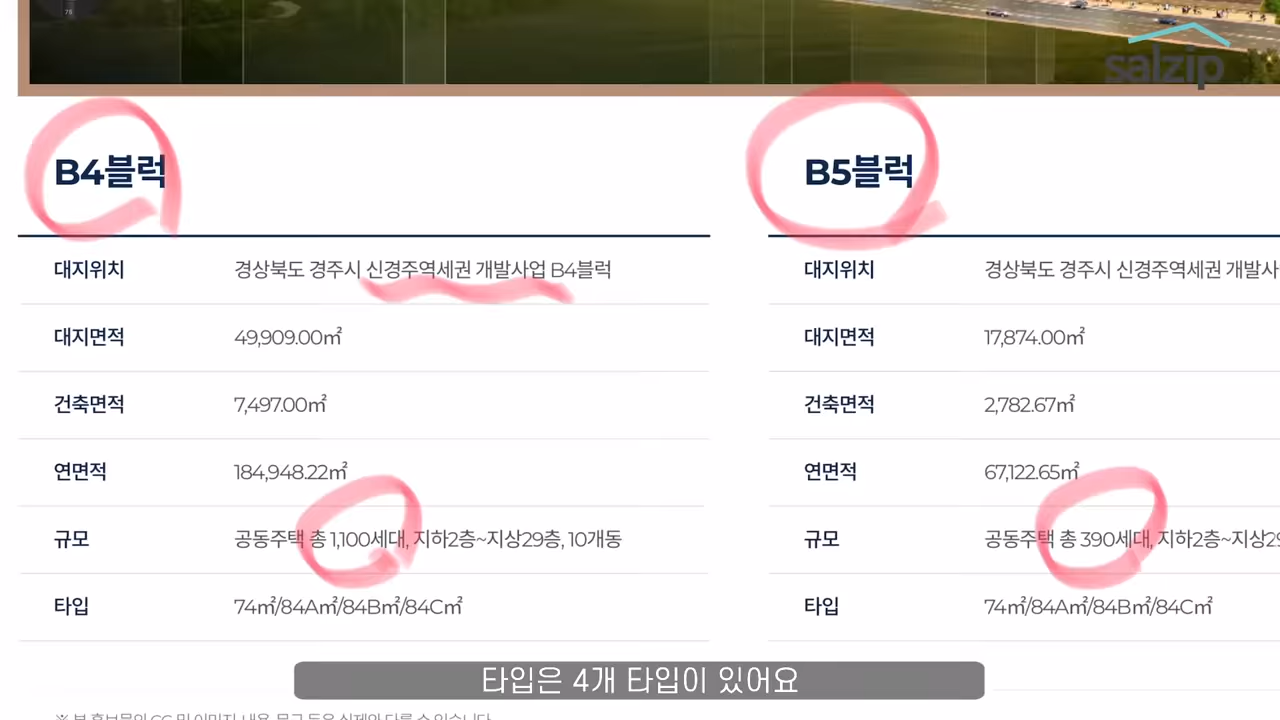 75
salzip
B4블럭
대지위치 경상북도 경주시 신경주역세권 개발사업 B4블럭
대지면적 49,909.00㎡
건축면적 7,497.00㎡
연면적 184,948.22㎡
규모 공동주택 총 1,100세대, 지하2층~지상29층, 10개동
타입 74㎡/84A㎡/84B㎡/84C㎡
B5블럭
대지위치 경상북도 경주시 신경주역세권 개발사
대지면적 17,874.00㎡
건축면적 2,782.67㎡
연면적 67,122.65㎡
규모 공동주택 총 390세대, 지하2층~지상29
타입 74㎡/84A㎡/84B㎡/84C㎡
타입은 4개 타입이 있어요